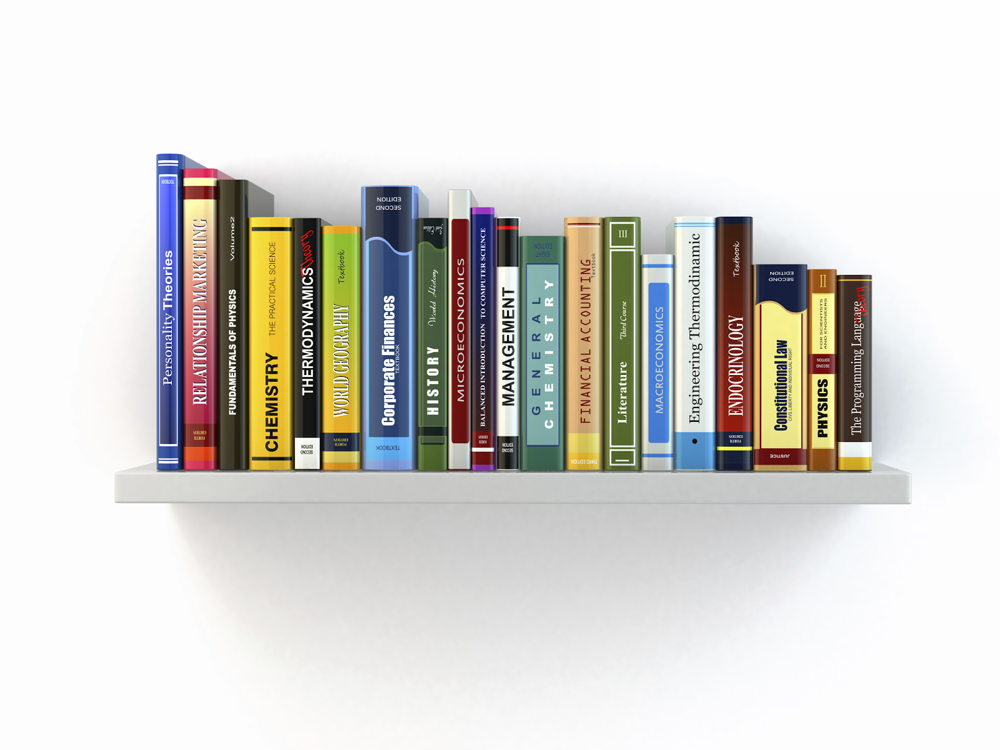 TEXTBOOK
Personality Theories
RELATIONSHIP MARKETING
FORTH
EDITION
Volume2
FUNDAMENTALS OF PHYSICS
THE PRACTICAL SCIENCE
CHEMISTRY
theory
THERMODYNAMICS
SECOND
EDITION
Textbook
WORLD GEOGRAPHY
FORTH
EDITION
SECOND
EDITION
Corporate Finances
TEXTBOOK
TEXTBOOK
Edition
World History
HISTORY
MICROECONOMICS
BALANCED INTRODUCTION TO COMPUTER SCIENCE
FORTH
EDITION
MANAGEMENT
SECOND
EDITION
EIGHT
EDITION
GENERAL
CHEMISTRY
FINANCIAL ACCOUNTING
Textbook
THIRD EDITION
III
Third Course
Literature
MACROECONOMICS
Engineering Thermodinamic
Textbook
ENDOCRINOLOGY
FORTH
EDITION
SECOND
EDITION
Constitutional Law
CIVIL LIBERTY AND INDIVIDUAL RIGHT
JUSTICE
II
FOR SCIENTISTS
AND ENGINEERS
SECOND
EDITION
PHYSICS
theory
The Programming Language